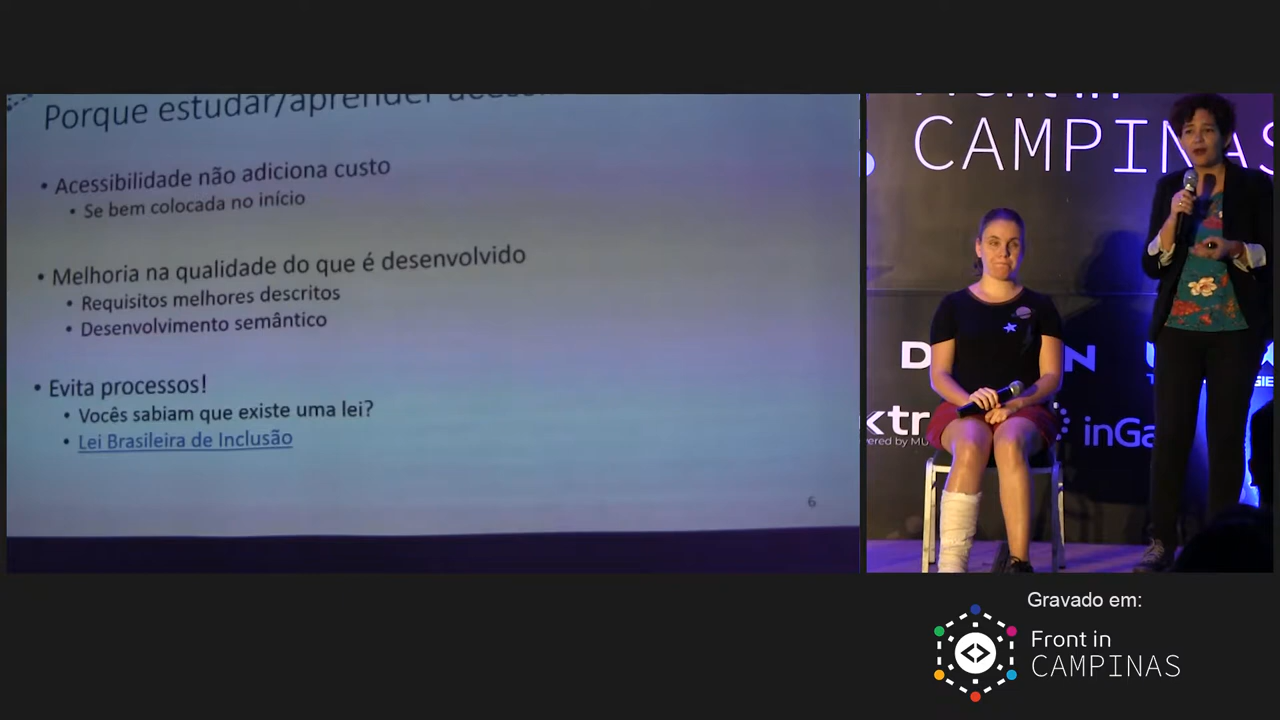 Porque estudar/aprender
• Acessibilidade não adiciona custo
• Se bem colocada no início
• Melhoria na qualidade do que é desenvolvido
• Requisitos melhores descritos
• Desenvolvimento semântico
• Evita processos!
• Vocês sabiam que existe uma lei?
• Lei Brasileira de Inclusão
6
CAMPINAS
inGa
Gravado em:
Front in
CAMPINAS